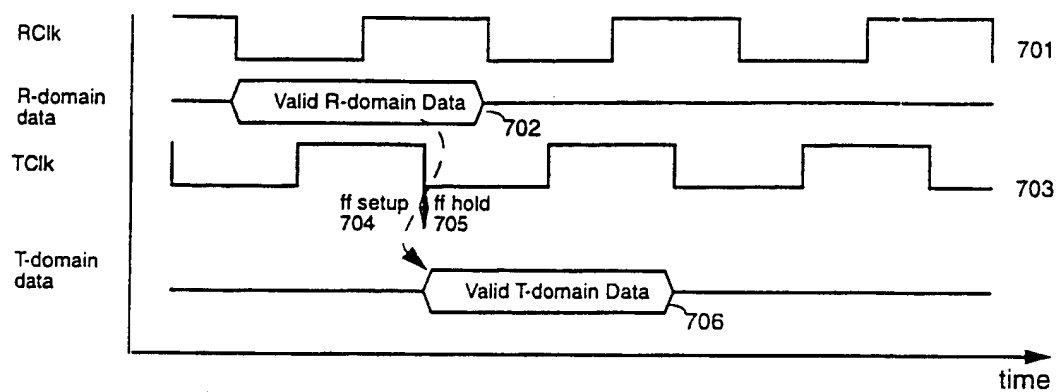 RClk
701
R-domain
data
Valid R-domain Data
702
TClk
703
ff setup
704
ff hold
705
T-domain
data
Valid T-domain Data
706
time